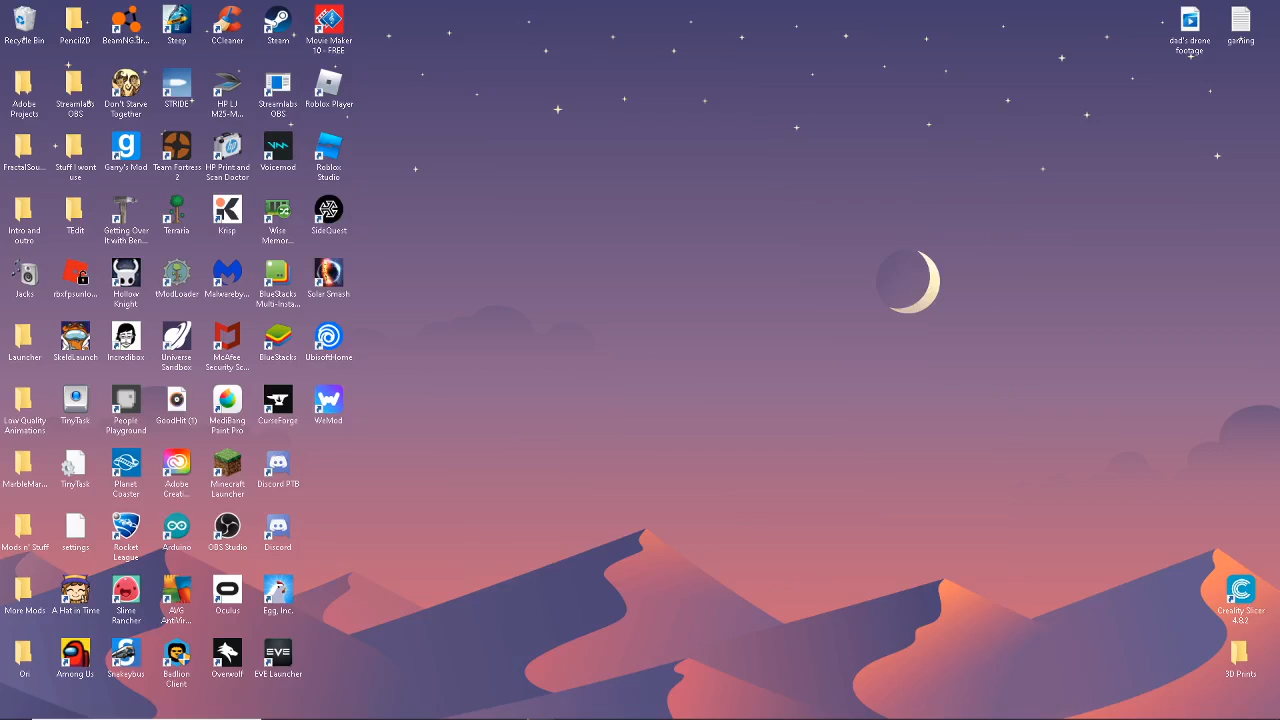 Recycle Bin
Pencil2D
BeamNG.dr...
Steep
CCleaner
Steam
Movie Maker
10 - FREE
dad's drone
footage
gaming
Adobe
Projects
Streamlabs
OBS
Don't Starve
Together
STRIDE
HP LJ
M25-M...
Streamlabs
OBS
Roblox Player
FractalSou...
Stuff I wont
use
Garry's Mod
Team Fortress
2
HP Print and
Scan Doctor
Voicemod
Roblox
Studio
Intro and
outro
TEdit
Getting Over
It with Ben...
Terraria
Krisp
Wise
Memor...
SideQuest
Jacks
rbxfpsunlo...
Hollow
Knight
tModLoader
Malwareby...
BlueStacks
Multi-Insta...
Solar Smash
Launcher
SkeldLaunch
Incredibox
Universe
Sandbox
McAfee
Security Sc...
BlueStacks
UbisoftHome
Low Quality
Animations
TinyTask
People
Playground
GoodHit (1)
MediBang
Paint Pro
CurseForge
WeMod
MarbleMar...
TinyTask
Planet
Coaster
Adobe
Creati...
Minecraft
Launcher
Discord PTB
Mods n' Stuff
settings
Rocket
League
Arduino
OBS Studio
Discord
More Mods
A Hat in Time
Slime
Rancher
AVG
AntiVir...
Oculus
Egg, Inc.
Creality Slicer
4.8.2
Ori
Among Us
Snakeybus
Badlion
Client
Overwolf
EVE
EVE Launcher
3D Prints